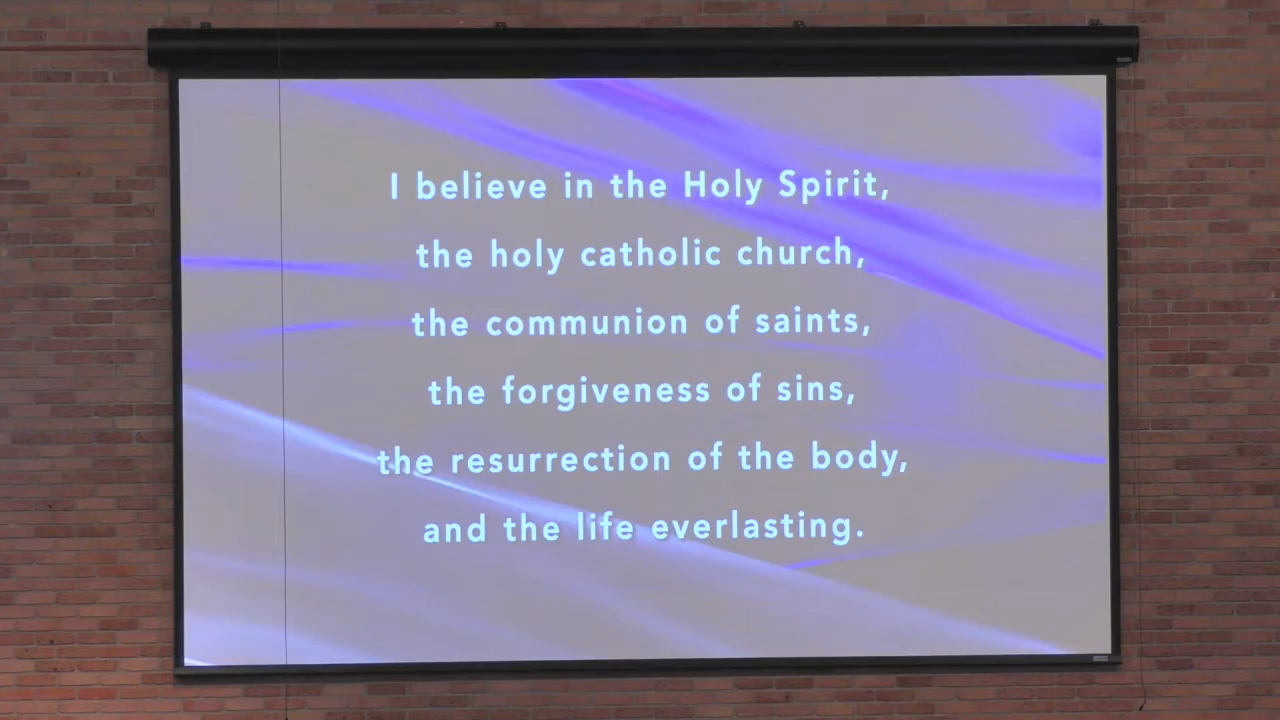 I believe in the Holy Spirit,
the holy catholic church,
the communion of saints,
the forgiveness of sins,
the resurrection of the body,
and the life everlasting.